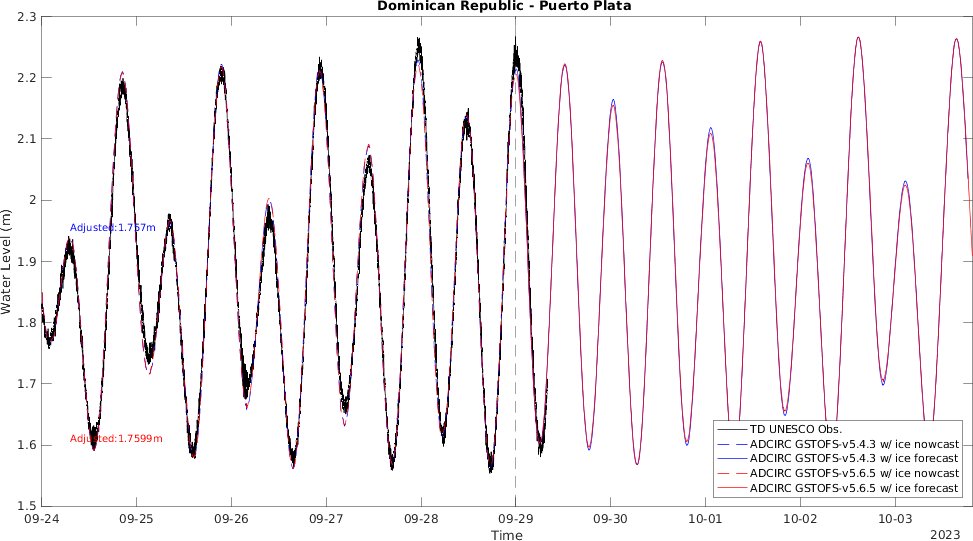 Dominican Republic - Puerto Plata
2.3
2.2
2.1
2
1.9
1.8
1.7
1.6
1.5
Water Level (m)
Adjusted:1.757m
Adjusted:1.7599m
TD UNESCO Obs.
ADCIRC GSTOFS-v5.4.3 w/ ice nowcast
ADCIRC GSTOFS-v5.4.3 w/ ice forecast
ADCIRC GSTOFS-v5.6.5 w/ ice nowcast
ADCIRC GSTOFS-v5.6.5 w/ ice forecast
09-24 09-25 09-26 09-27 09-28 09-29 09-30 10-01 10-02 10-03
Time
2023